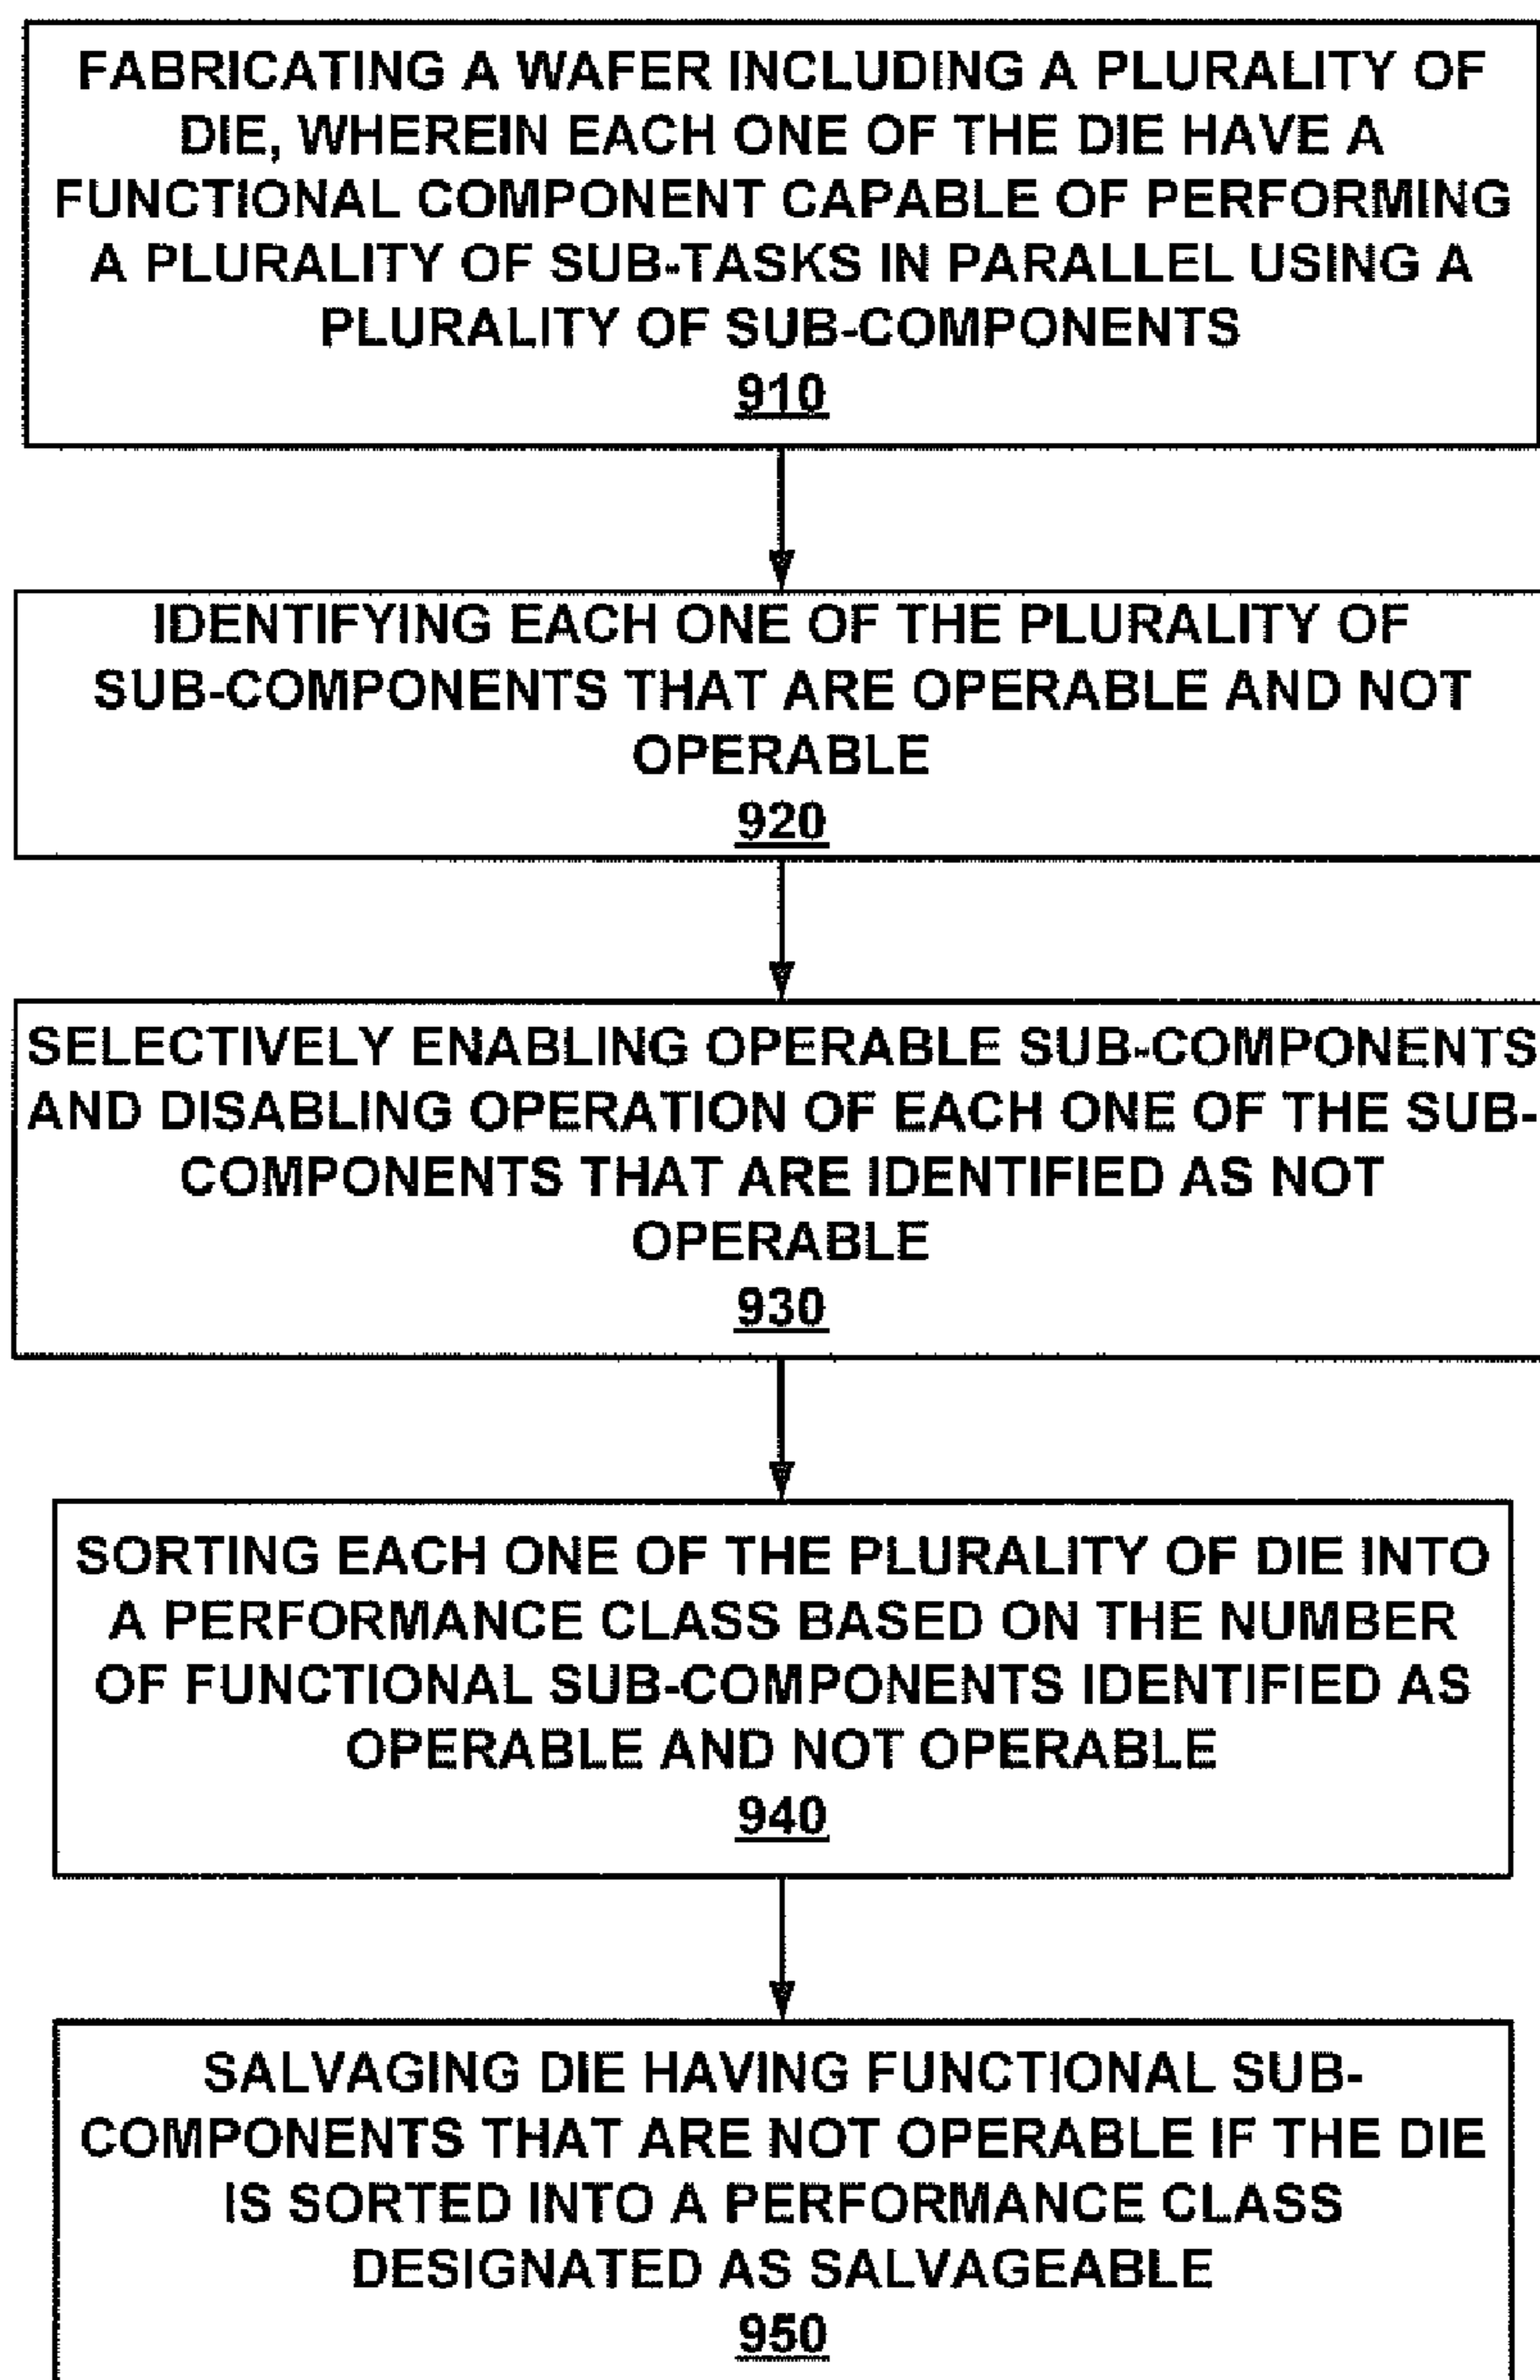 FABRICATING A WAFER INCLUDING A PLURALITY OF
DIE, WHEREIN EACH ONE OF THE DIE HAVE A
FUNCTIONAL COMPONENT CAPABLE OF PERFORMING
A PLURALITY OF SUB-TASKS IN PARALLEL USING A
PLURALITY OF SUB-COMPONENTS
910
IDENTIFYING EACH ONE OF THE PLURALITY OF
SUB-COMPONENTS THAT ARE OPERABLE AND NOT
OPERABLE
920
SELECTIVELY ENABLING OPERABLE SUB-COMPONENTS
AND DISABLING OPERATION OF EACH ONE OF THE SUB-
COMPONENTS THAT ARE IDENTIFIED AS NOT
OPERABLE
930
SORTING EACH ONE OF THE PLURALITY OF DIE INTO
A PERFORMANCE CLASS BASED ON THE NUMBER
OF FUNCTIONAL SUB-COMPONENTS IDENTIFIED AS
OPERABLE AND NOT OPERABLE
940
SALVAGING DIE HAVING FUNCTIONAL SUB-
COMPONENTS THAT ARE NOT OPERABLE IF THE DIE
IS SORTED INTO A PERFORMANCE CLASS
DESIGNATED AS SALVAGEABLE
950